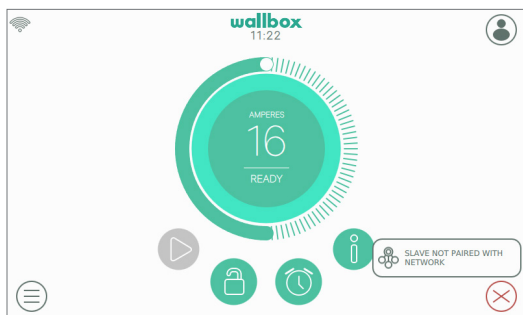 wallbox
11:22
AMPERES
16
READY
SLAVE NOT PAIRED WITH
NETWORK